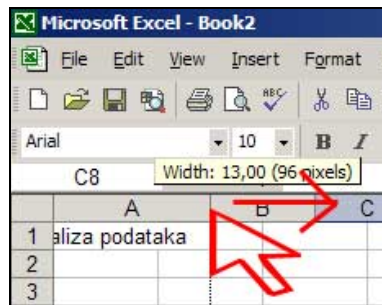 Microsoft Excel - Book2
File Edit View Insert Format
ABC
Arial 10 B I
C8 Width: 13,00 (96 pixels)
A B C
1 aliza podataka
2
3